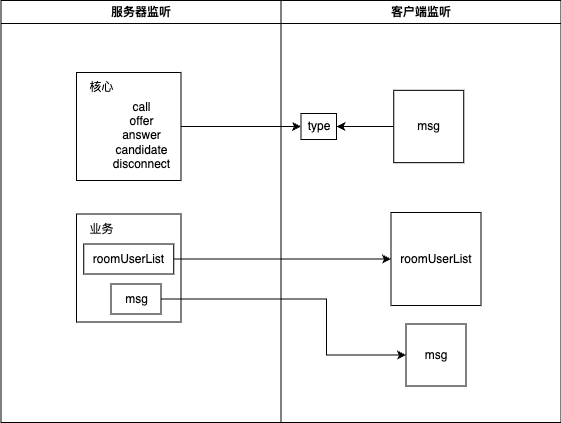 服务器监听
客户端监听
核心
call
offer
answer
candidate
disconnect
type
msg
业务
roomUserList
msg
roomUserList
msg